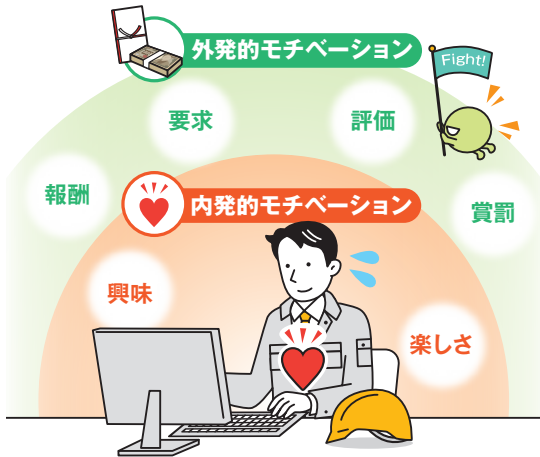 外発的モチベーション
Fight!
要求
評価
報酬
内発的モチベーション
賞罰
興味
楽しさ